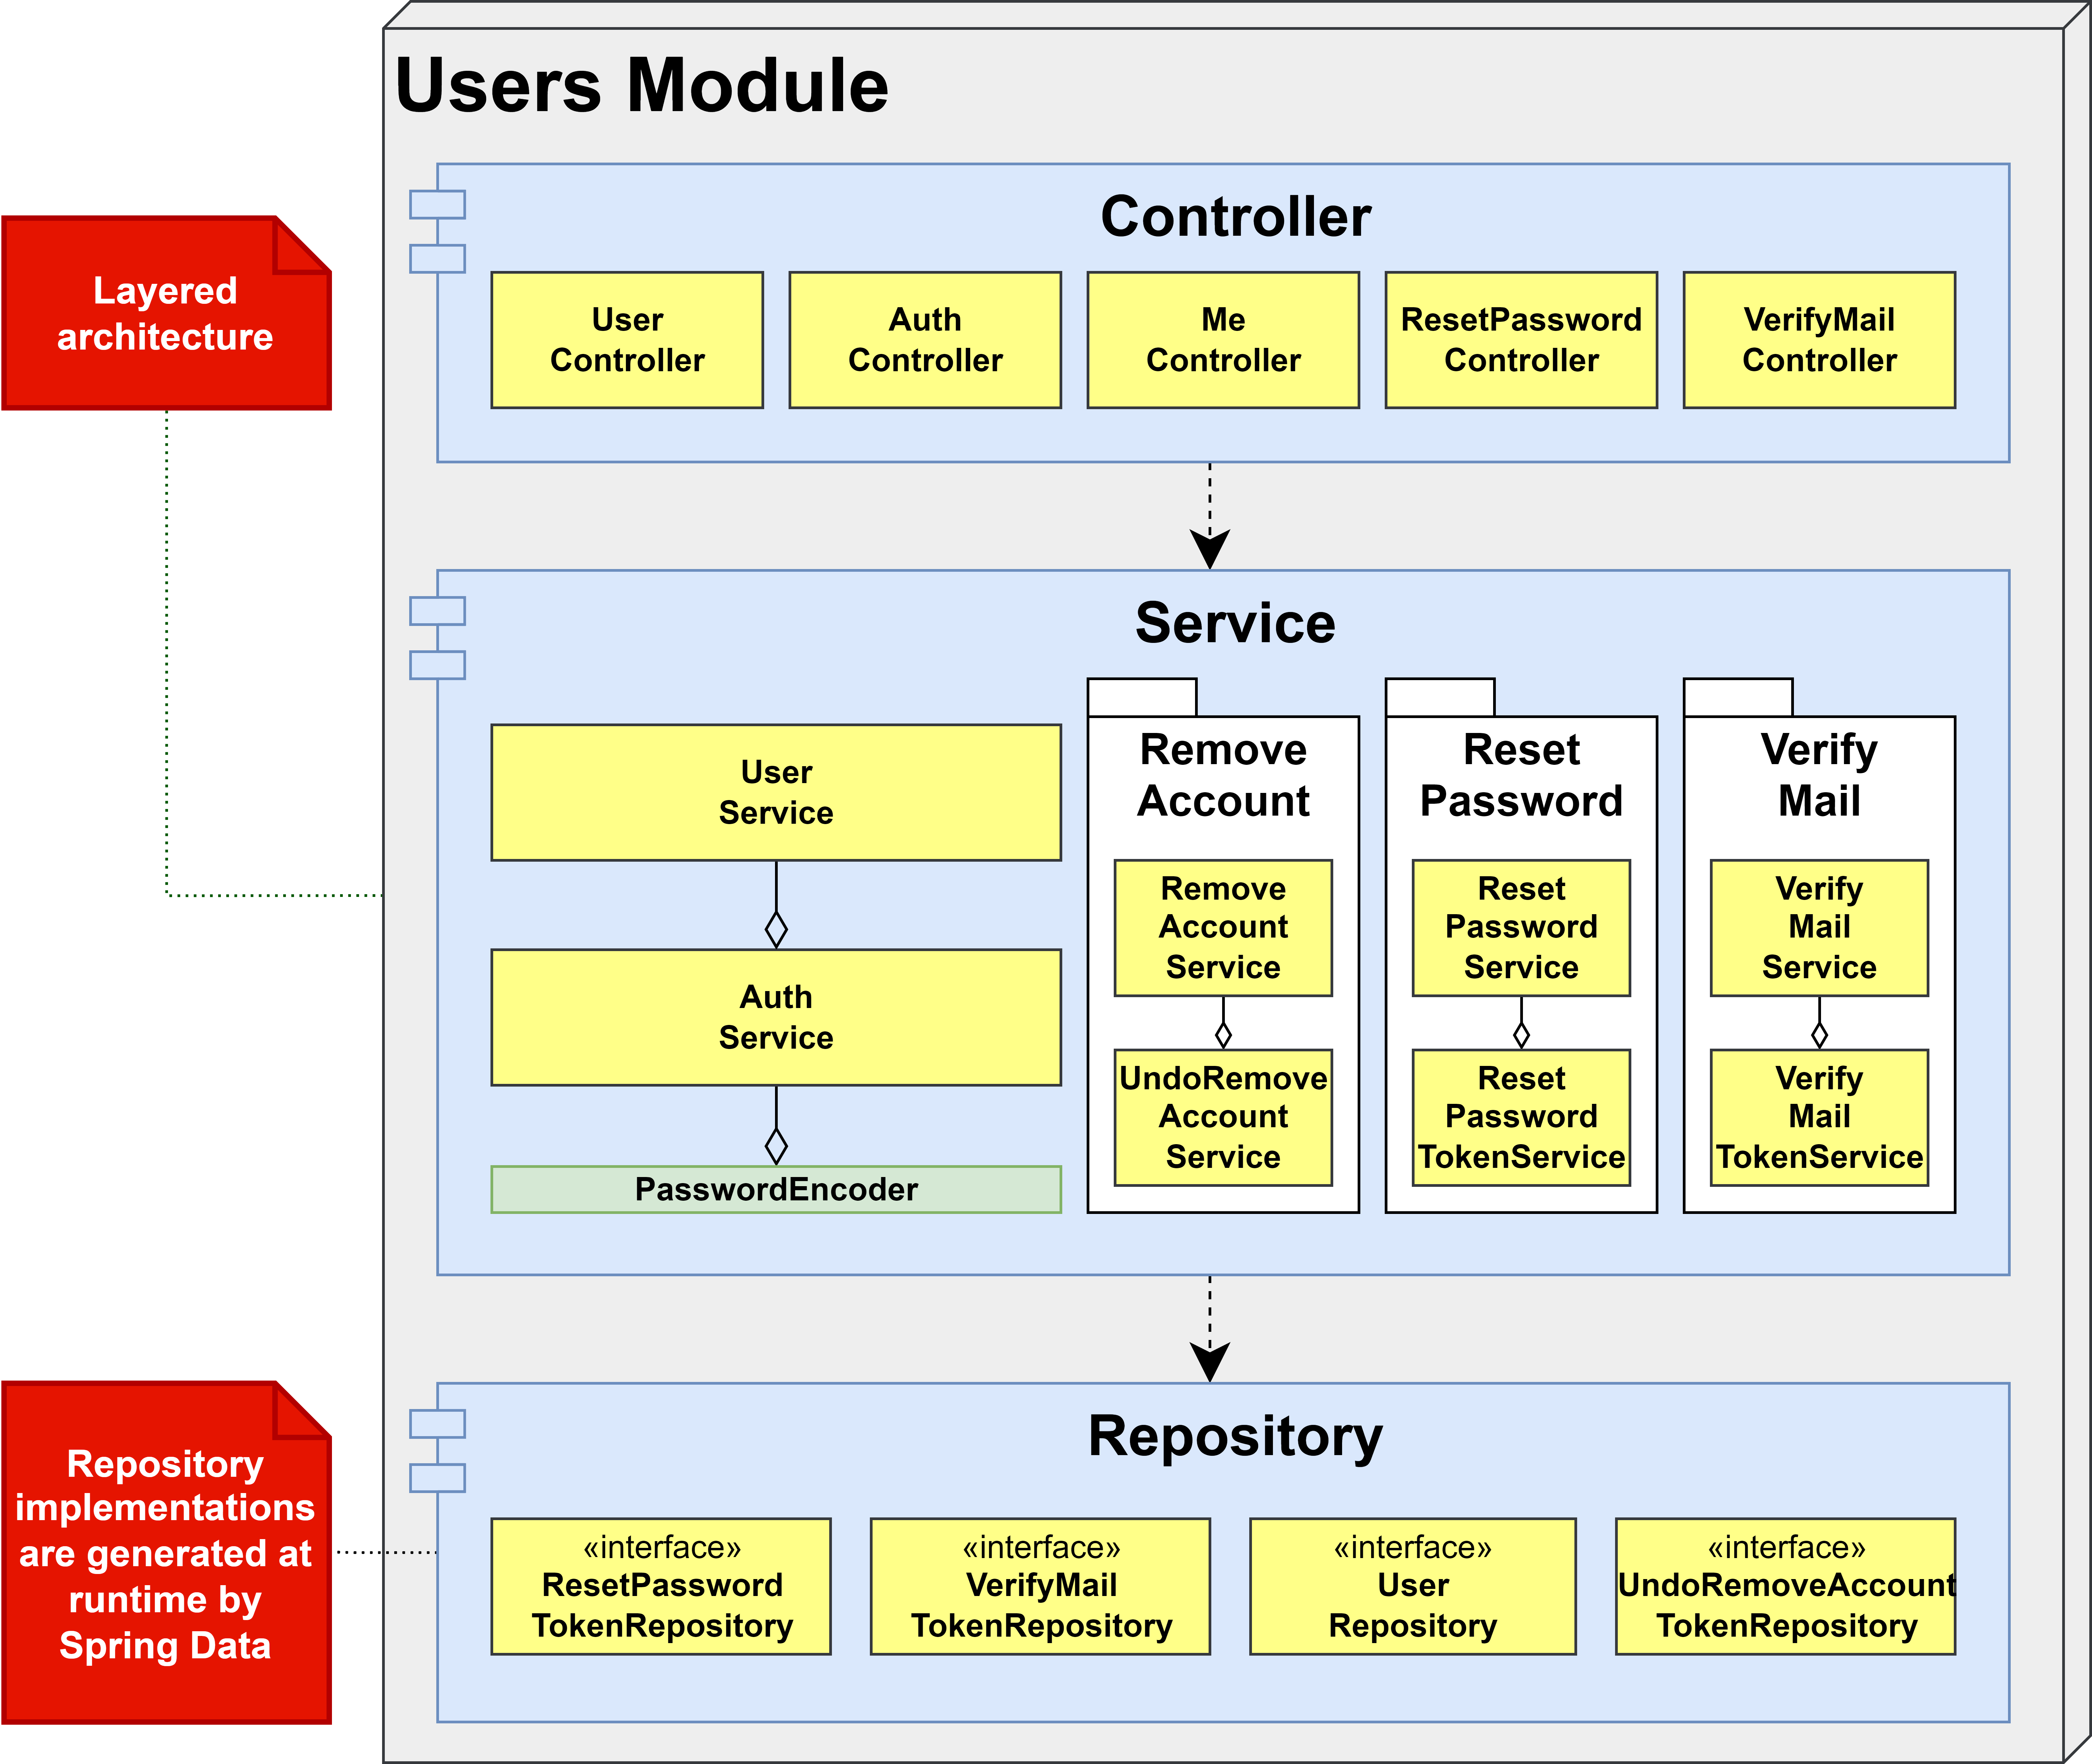 Users Module
Layered
architecture
Controller
User
Controller
Auth
Controller
Me
Controller
ResetPassword
Controller
VerifyMail
Controller
Service
User
Service
Auth
Service
PasswordEncoder
Remove
Account
Remove
Account
Service
UndoRemove
Account
Service
Reset
Password
Reset
Password
Service
Reset
Password
TokenService
Verify
Mail
Verify
Mail
Service
Verify
Mail
TokenService
Repository
implementations
are generated at
runtime by
Spring Data
Repository
«interface»
ResetPassword
TokenRepository
«interface»
VerifyMail
TokenRepository
«interface»
User
Repository
«interface»
UndoRemoveAccount
TokenRepository